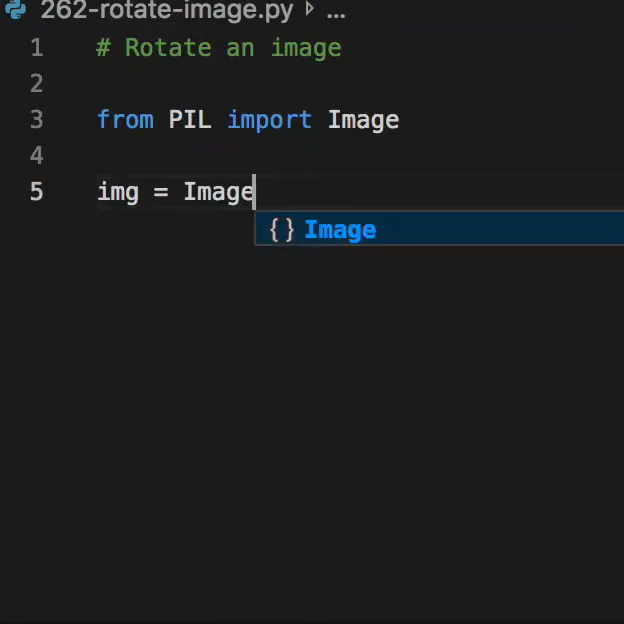 262-rotate-image.py ▹ ...
1 # Rotate an image
2
3 from PIL import Image
4
5 img = Image
{} Image